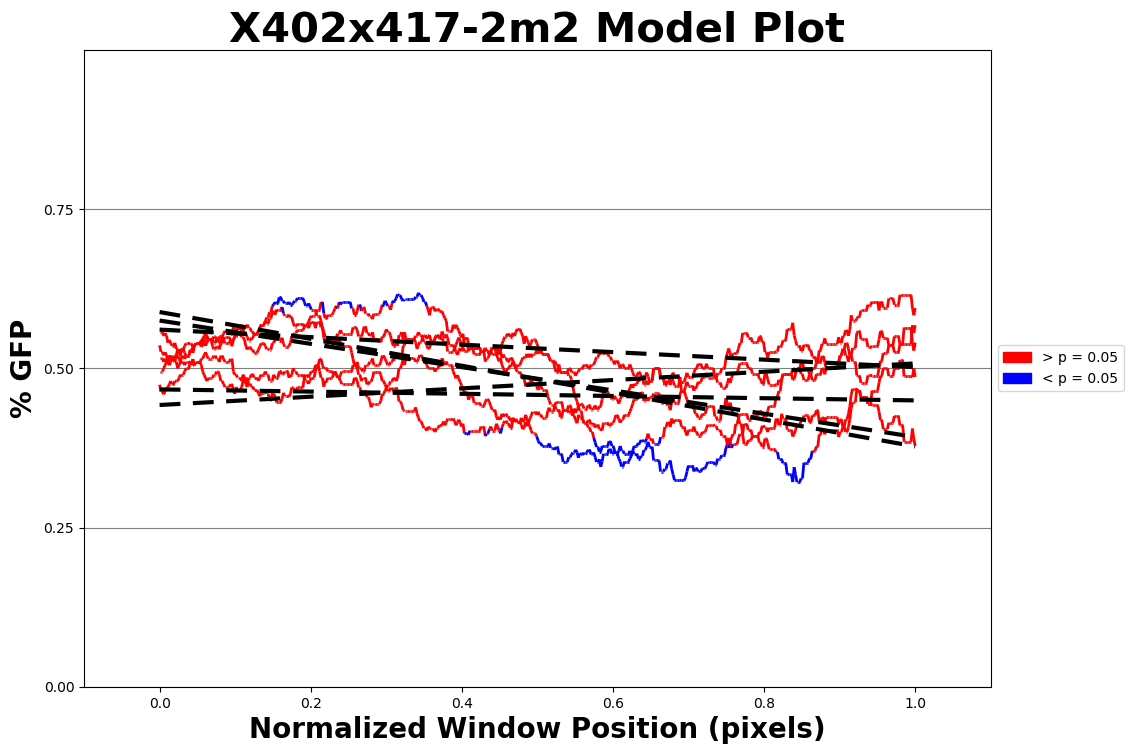 X402x417-2m2 Model Plot
% GFP
0.75
0.50
0.25
0.00
0.0 0.2 0.4 0.6 0.8 1.0
Normalized Window Position (pixels)
> p = 0.05
< p = 0.05